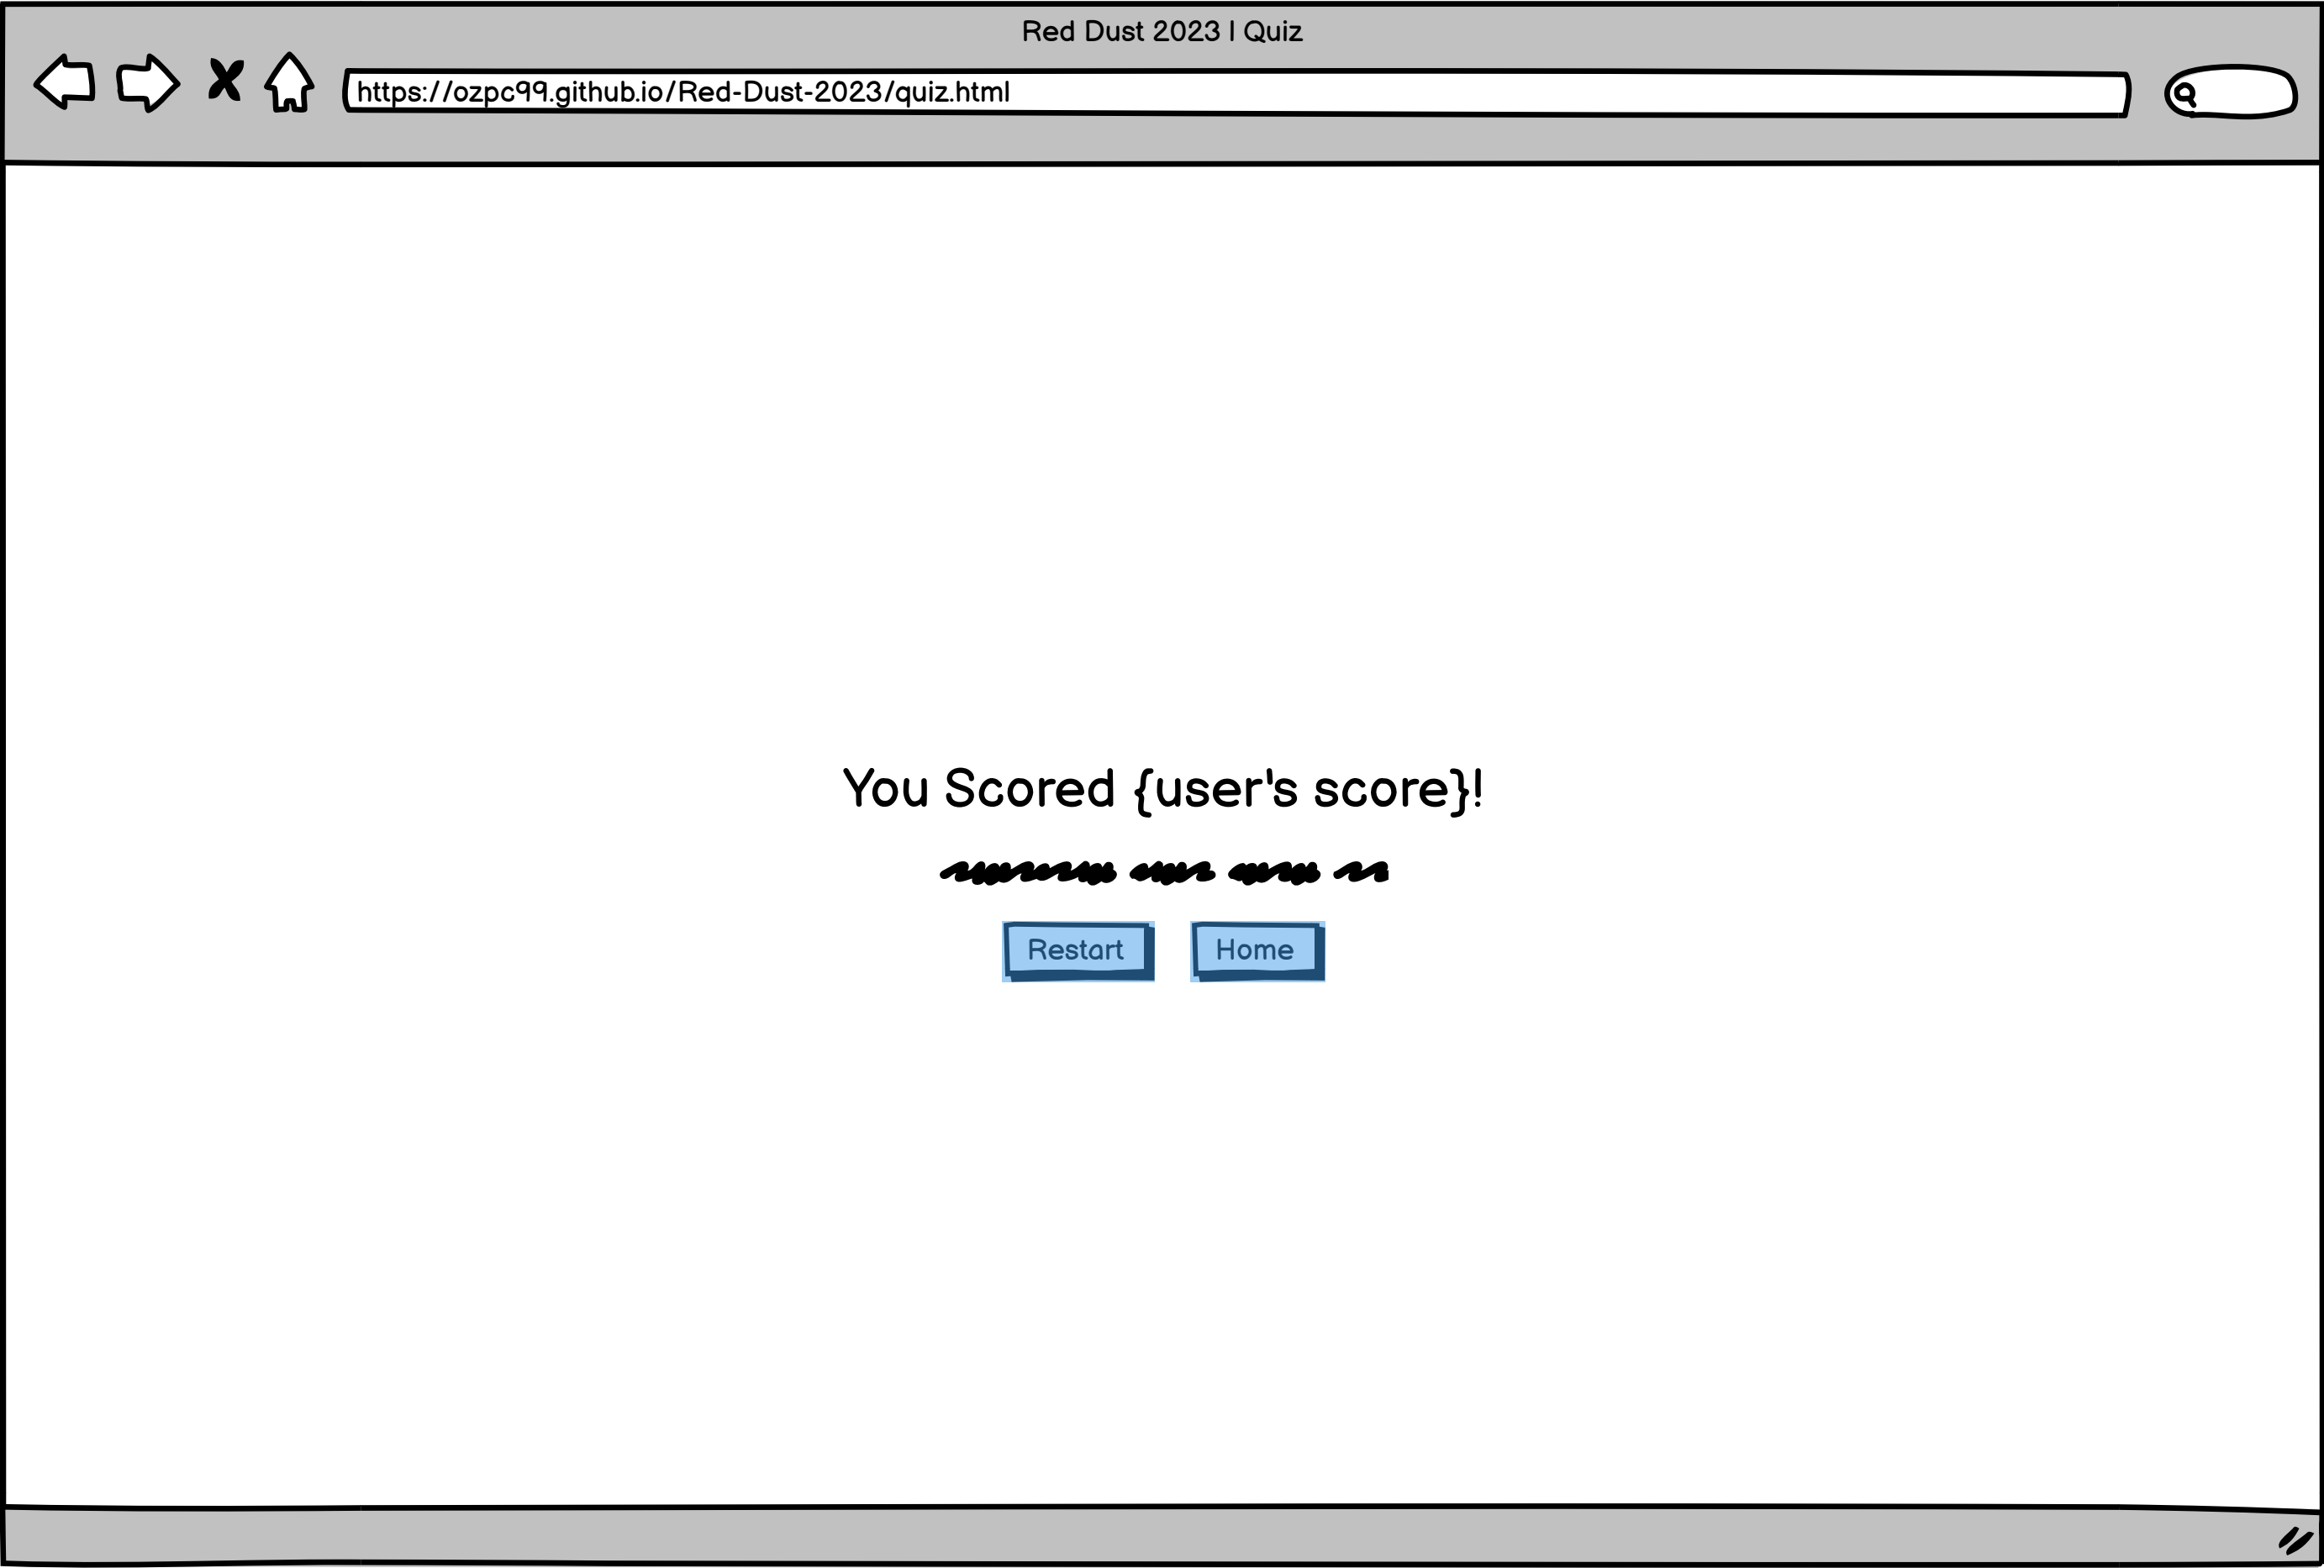 Red Dust 2023 | Quiz
https://ozpc99.github.io/Red-Dust-2023/quiz.html
You Scored {user's score}!
Restart Home